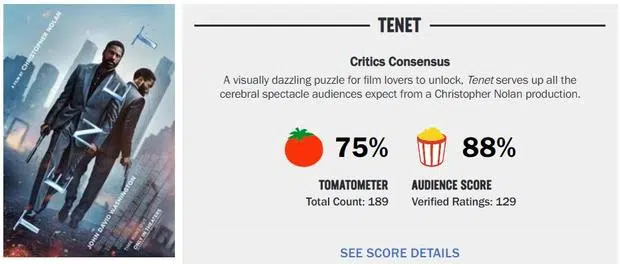 A FILM BY CHRISTOPHER NOLAN
TENET
JOHN DAVID WASHINGTON
ONLY IN THEATERS
TENET
Critics Consensus
A visually dazzling puzzle for film lovers to unlock, Tenet serves up all the
cerebral spectacle audiences expect from a Christopher Nolan production.
75%
88%
TOMATOMETER
AUDIENCE SCORE
Total Count: 189
Verified Ratings: 129
SEE SCORE DETAILS